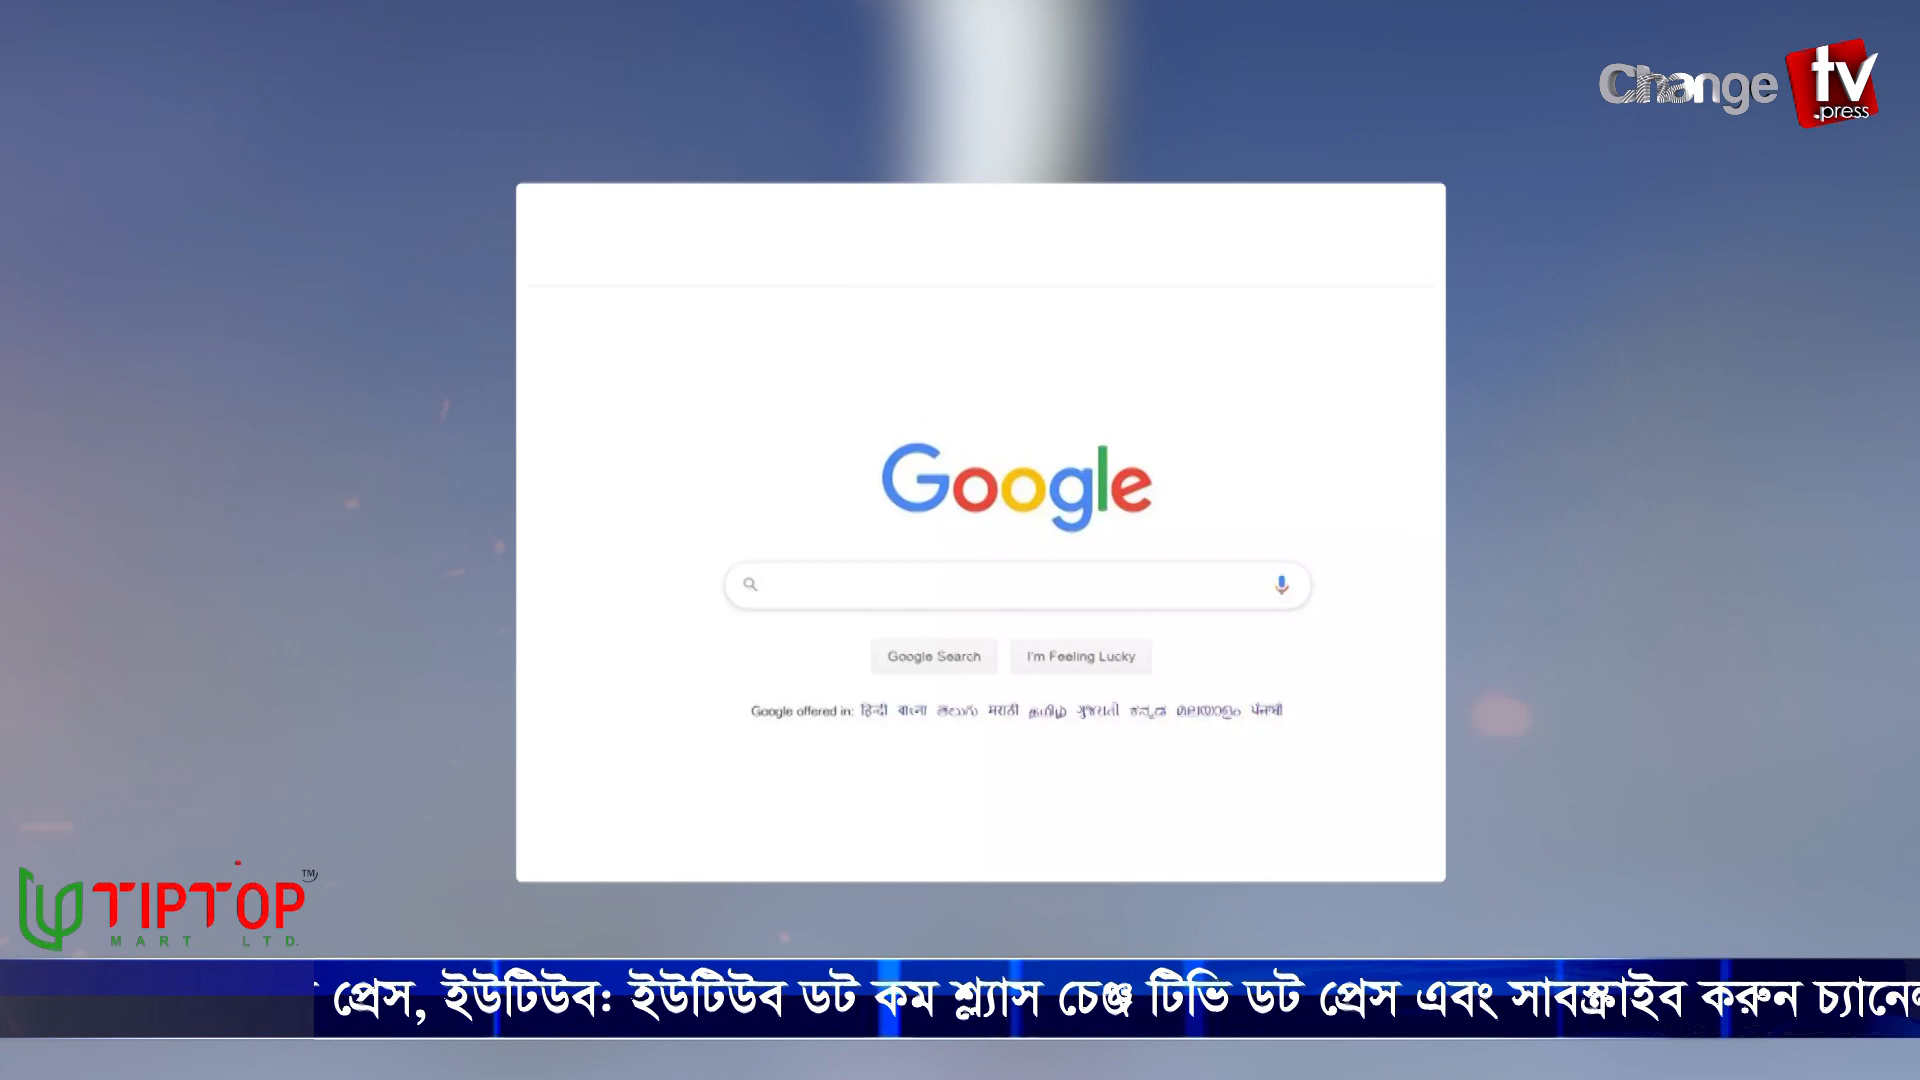 Change tv
.press
Google
Google Search I'm Feeling Lucky
Google offered in: हिन्दी বাংলা తెలుగు मराठी தமிழ் ગુજરાતી ಕನ್ನಡ മലയാളം ਪੰਜਾਬੀ
TIPTOP TM
MART LTD.
প্রেস, ইউটিউব: ইউটিউব ডট কম শ্ল্যাস চেঞ্জ টিভি ডট প্রেস এবং সাবস্ক্রাইব করুন চ্যানেল